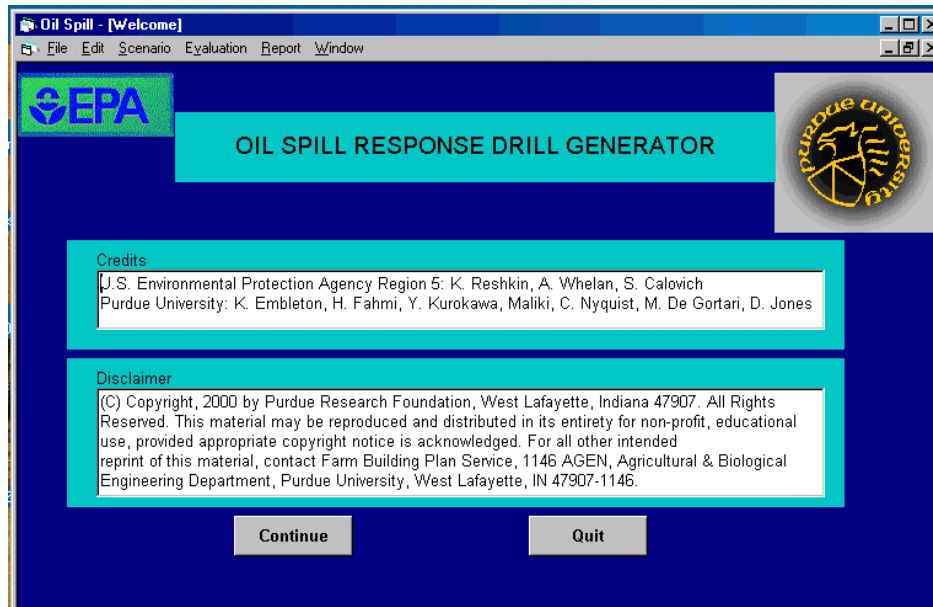 Oil Spill - [Welcome]
File Edit Scenario Evaluation Report Window
EPA
OIL SPILL RESPONSE DRILL GENERATOR
PURDUE UNIVERSITY
Credits
U.S. Environmental Protection Agency Region 5: K. Reshkin, A. Whelan, S. Calovich
Purdue University: K. Embleton, H. Fahmi, Y. Kurokawa, Maliki, C. Nyquist, M. De Gortari, D. Jones
Disclaimer
(C) Copyright, 2000 by Purdue Research Foundation, West Lafayette, Indiana 47907. All Rights
Reserved. This material may be reproduced and distributed in its entirety for non-profit, educational
use, provided appropriate copyright notice is acknowledged. For all other intended
reprint of this material, contact Farm Building Plan Service, 1146 AGEN, Agricultural & Biological
Engineering Department, Purdue University, West Lafayette, IN 47907-1146.
Continue Quit